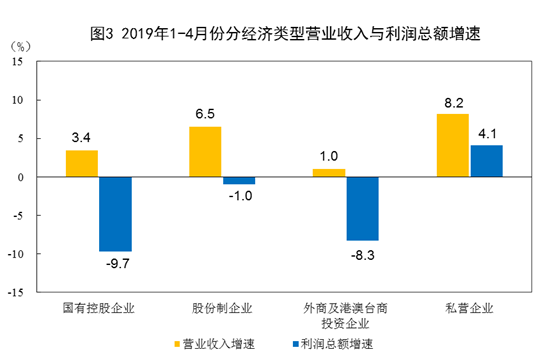 图3 2019年1-4月份分经济类型营业收入与利润总额增速
(%)
15
10
5
0
-5
-10
-15
3.4
-9.7
6.5
-1.0
1.0
-8.3
8.2
4.1
国有控股企业
股份制企业
外商及港澳台商
投资企业
私营企业
营业收入增速
利润总额增速